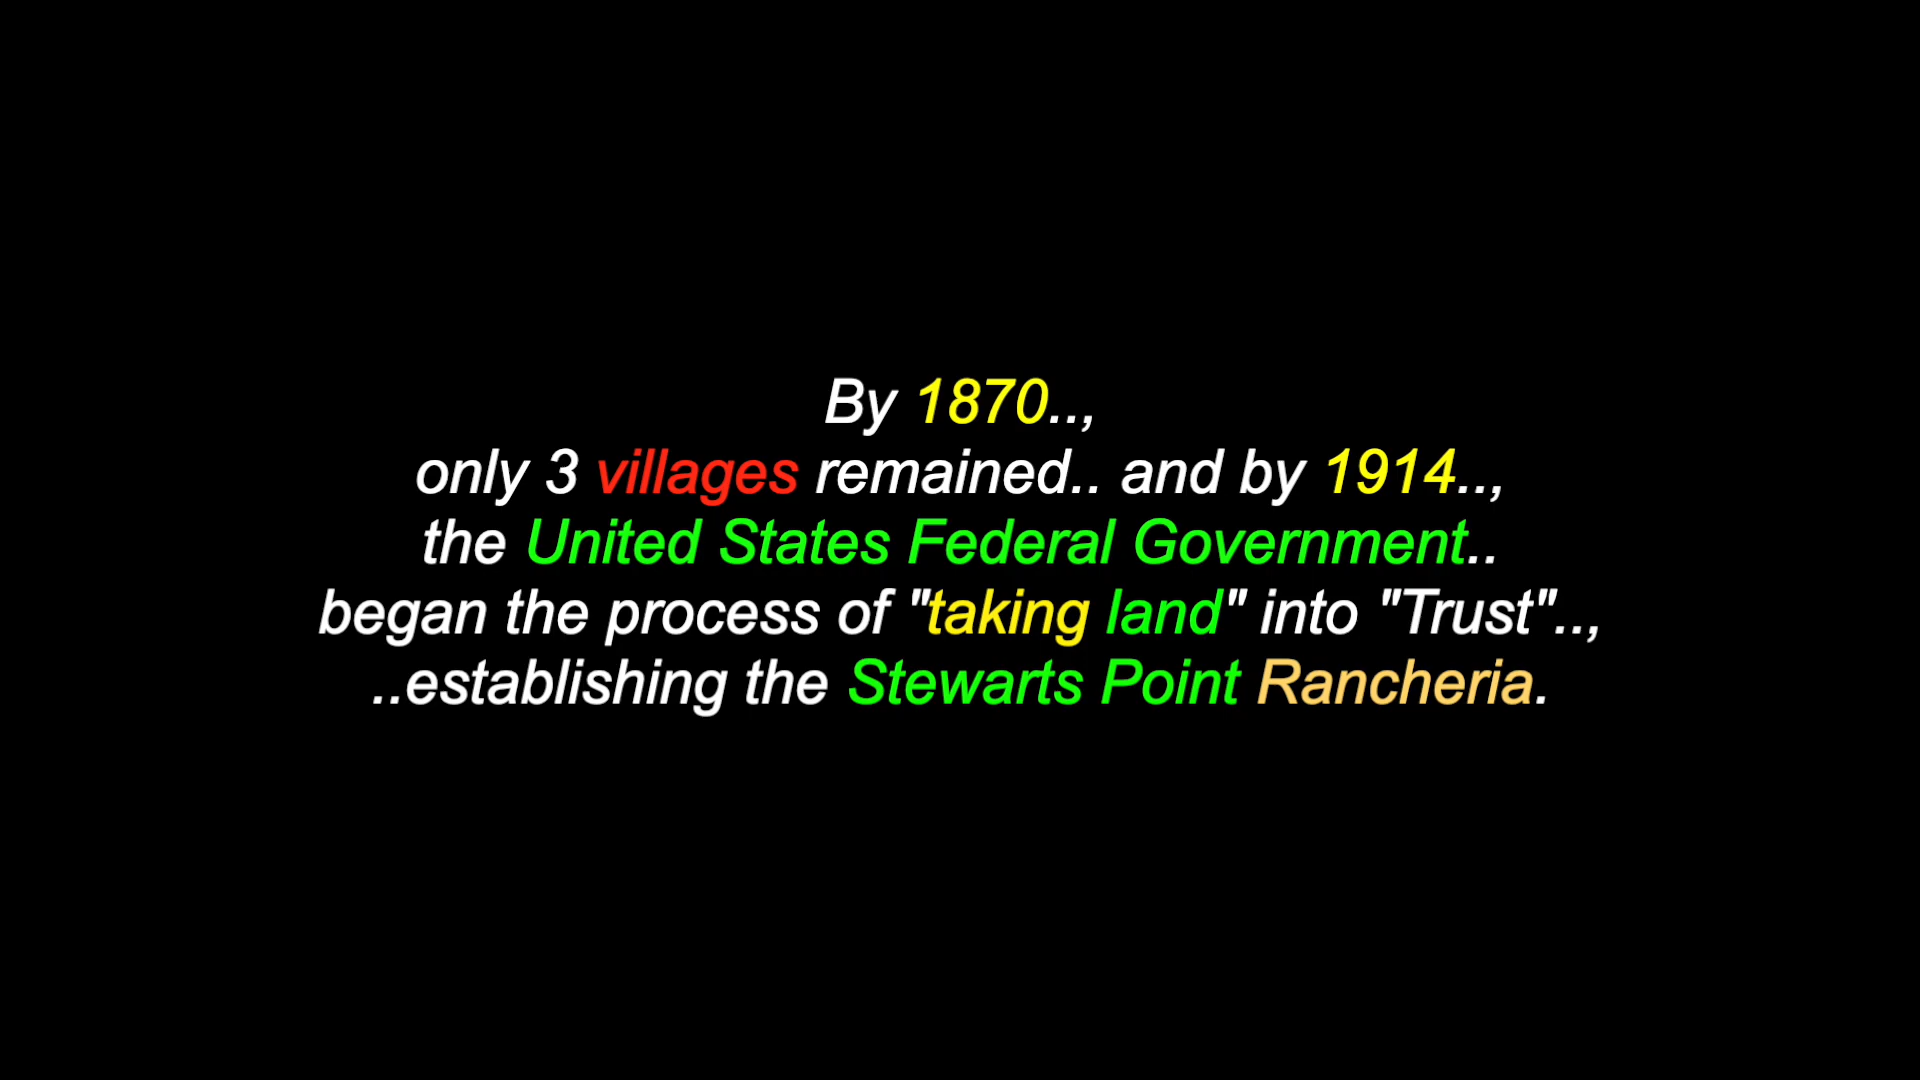 By 1870..,
only 3 villages remained.. and by 1914..,
the United States Federal Government..
began the process of "taking land" into "Trust"..,
..establishing the Stewarts Point Rancheria.